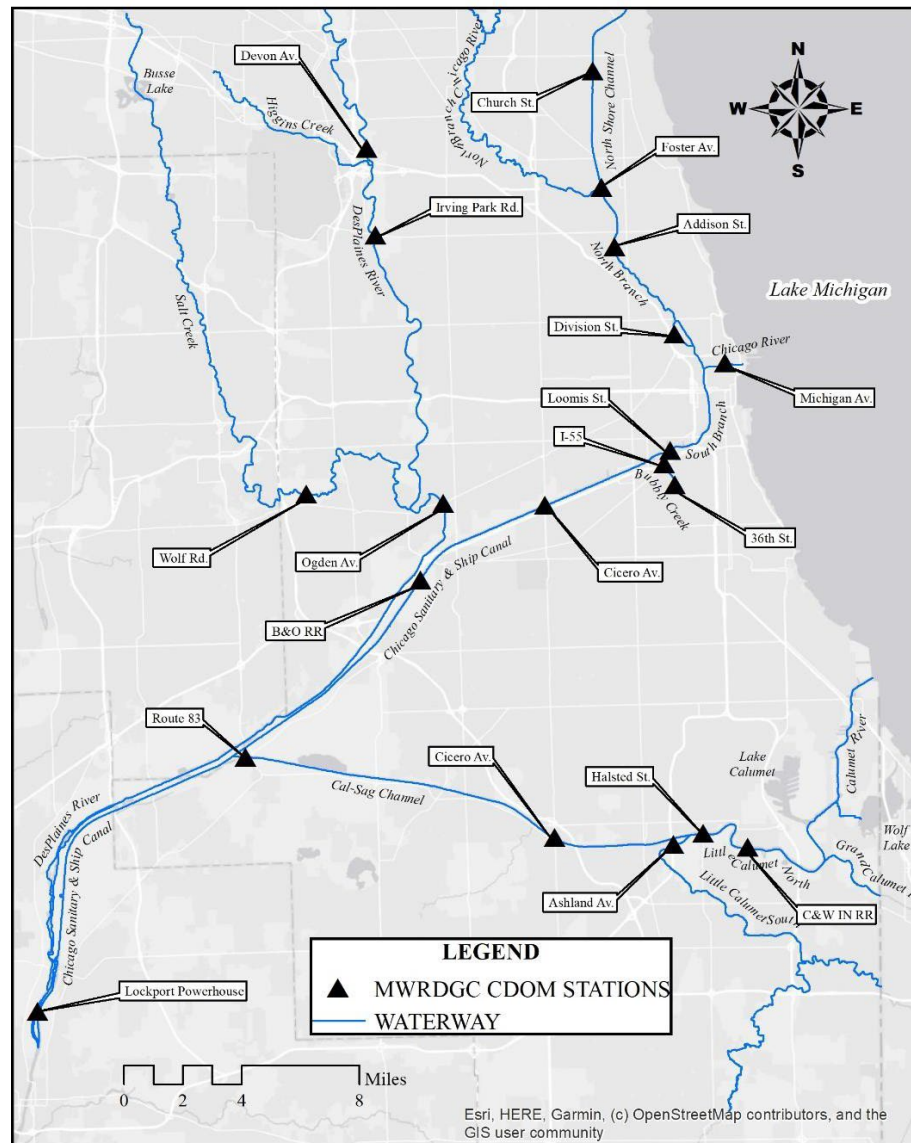 Devon Av.
Busse
Lake
Higgins Creek
North Branch Chicago River
Church St.
North Shore Channel
N
W
E
S
Foster Av.
Irving Park Rd.
DesPlaines River
Addison St.
North Branch
Lake Michigan
Salt Creek
Division St.
Chicago River
Michigan Av.
Loomis St.
South Branch
I-55
Bubbly Creek
36th St.
Wolf Rd.
Ogden Av.
Cicero Av.
Chicago Sanitary & Ship Canal
B&O RR
Route 83
Cicero Av.
Halsted St.
Lake
Calumet
Calumet River
Cal-Sag Channel
DesPlaines River
Wolf
Lake
Grand Calumet
Little Calumet North
Ashland Av.
Little Calumet South
C&W IN RR
Chicago Sanitary & Ship Canal
LEGEND
MWRDGC CDOM STATIONS
WATERWAY
Lockport Powerhouse
Miles
0 2 4 8
Esri, HERE, Garmin, (c) OpenStreetMap contributors, and the
GIS user community